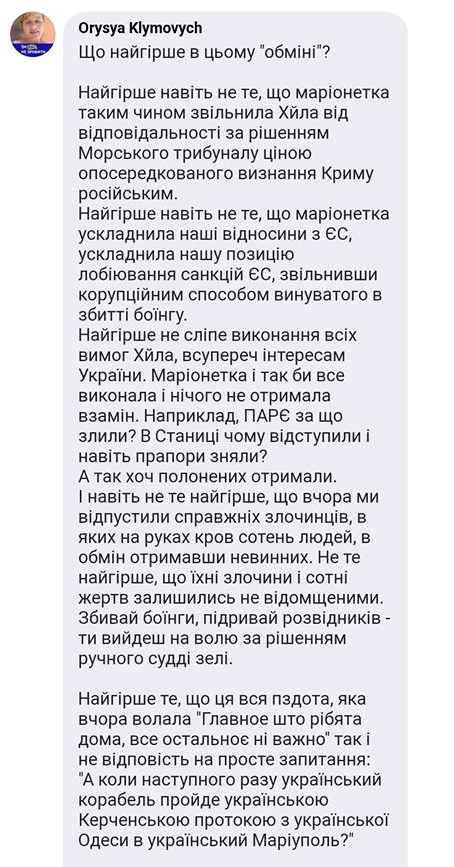 Orysya Klymovych
Що найгірше в цьому "обміні"?
Найгірше навіть не те, що маріонетка
таким чином звільнила Хйла від
відповідальності за рішенням
Морського трибуналу ціною
опосередкованого визнання Криму
російським.
Найгірше навіть не те, що маріонетка
ускладнила наші відносини з ЄС,
ускладнила нашу позицію
лобіювання санкцій ЄС, звільнивши
корупційним способом винуватого в
збитті боїнгу.
Найгірше не сліпе виконання всіх
вимог Хйла, всупереч інтересам
України. Маріонетка і так би все
виконала і нічого не отримала
взамін. Наприклад, ПАРЄ за що
злили? В Станиці чому відступили і
навіть прапори зняли?
А так хоч полонених отримали.
І навіть не те найгірше, що вчора ми
відпустили справжніх злочинців, в
яких на руках кров сотень людей, в
обмін отримавши невинних. Не те
найгірше, що їхні злочини і сотні
жертв залишились не відомщеними.
Збивай боїнги, підривай розвідників -
ти вийдеш на волю за рішенням
ручного судді зелі.
Найгірше те, що ця вся пздота, яка
вчора волала "Главное што рібята
дома, все остальноє ні важно" так і
не відповість на просте запитання:
"А коли наступного разу український
корабель пройде українською
Керченською протокою з української
Одеси в український Маріуполь?"